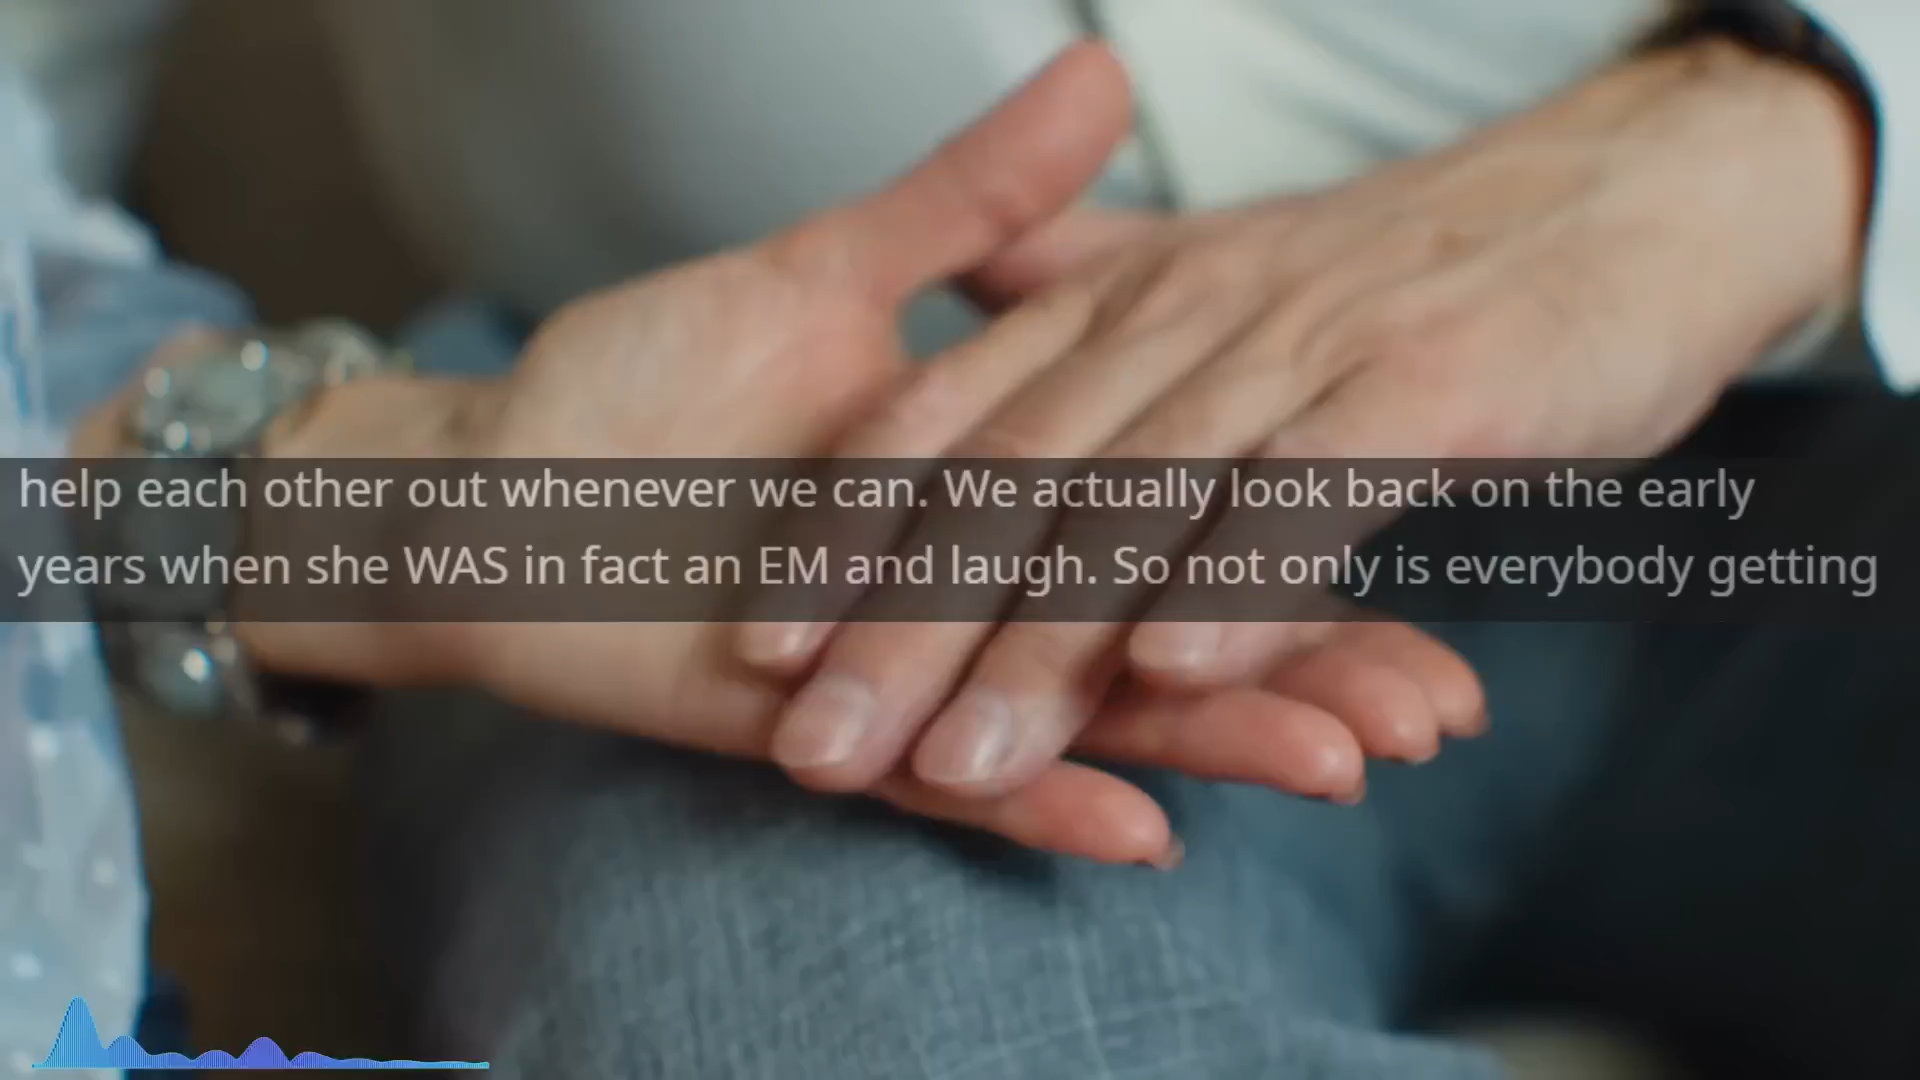 help each other out whenever we can. We actually look back on the early
years when she WAS in fact an EM and laugh. So not only is everybody getting